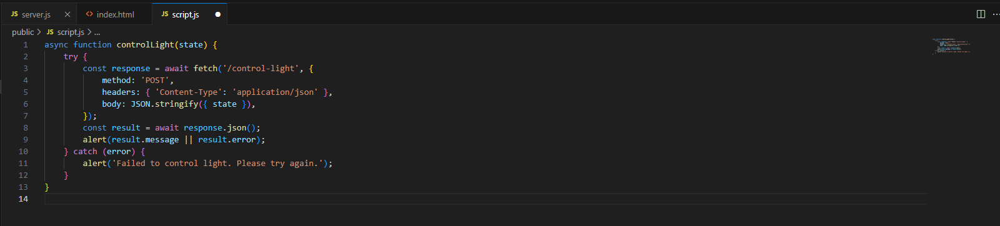 JS server.js
<> index.html
JS script.js
public > JS script.js > ...
1 async function controlLight(state) {
2     try {
3         const response = await fetch('/control-light', {
4             method: 'POST',
5             headers: { 'Content-Type': 'application/json' },
6             body: JSON.stringify({ state }),
7         });
8         const result = await response.json();
9         alert(result.message || result.error);
10     } catch (error) {
11         alert('Failed to control light. Please try again.');
12     }
13 }
14